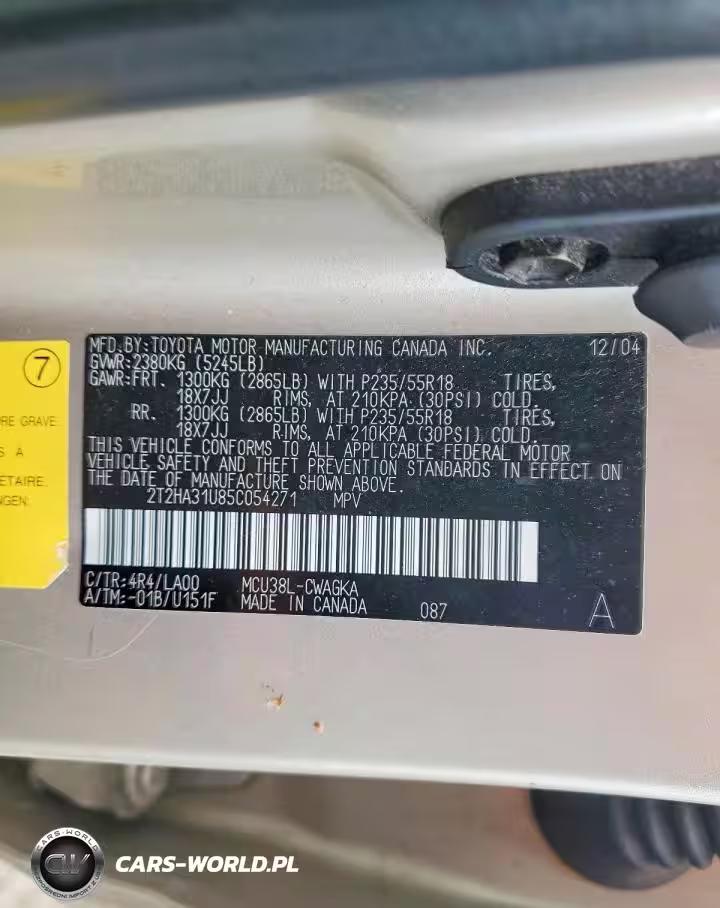 MFD.BY:TOYOTA MOTOR MANUFACTURING CANADA INC. 12/04
GVWR:2380KG (5245LB)
GAWR:FRT. 1300KG (2865LB) WITH P235/55R18 TIRES,
18X7JJ RIMS, AT 210KPA (30PSI) COLD.
RR. 1300KG (2865LB) WITH P235/55R18 TIRES,
18X7JJ RIMS, AT 210KPA (30PSI) COLD.
THIS VEHICLE CONFORMS TO ALL APPLICABLE FEDERAL MOTOR
VEHICLE SAFETY AND THEFT PREVENTION STANDARDS IN EFFECT ON
THE DATE OF MANUFACTURE SHOWN ABOVE.
2T2HA31U85C054271 MPV
C/TR:4R4/LA00 MCU38L-CWAGKA
A/TM:-01B/U151F MADE IN CANADA 087 A
7
GRAVE
À
CARS-WORLD
CW
CARS-WORLD.PL